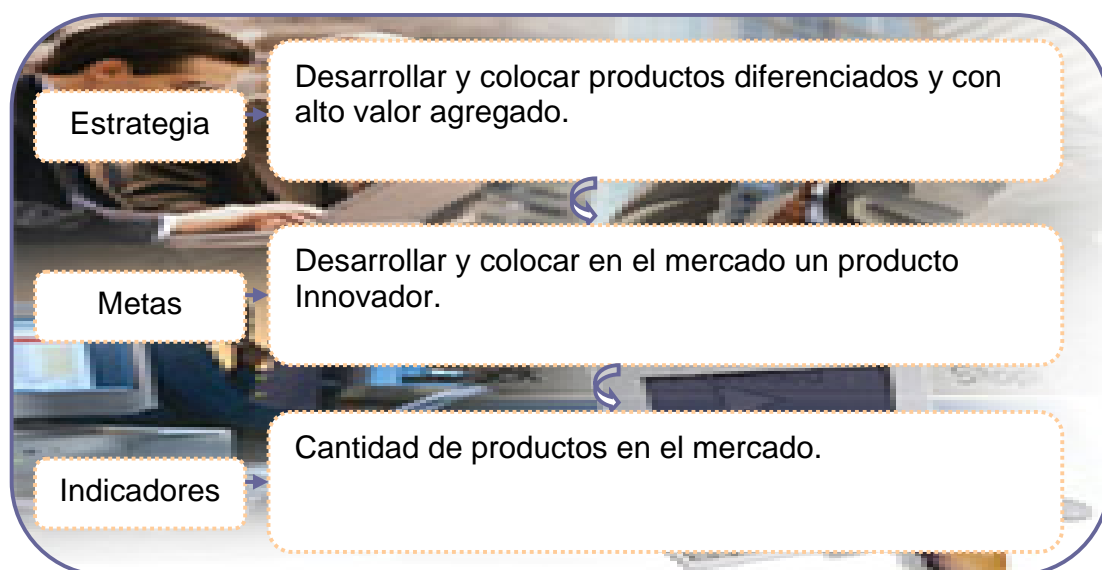 Estrategia
Desarrollar y colocar productos diferenciados y con
alto valor agregado.
Metas
Desarrollar y colocar en el mercado un producto
Innovador.
Indicadores
Cantidad de productos en el mercado.